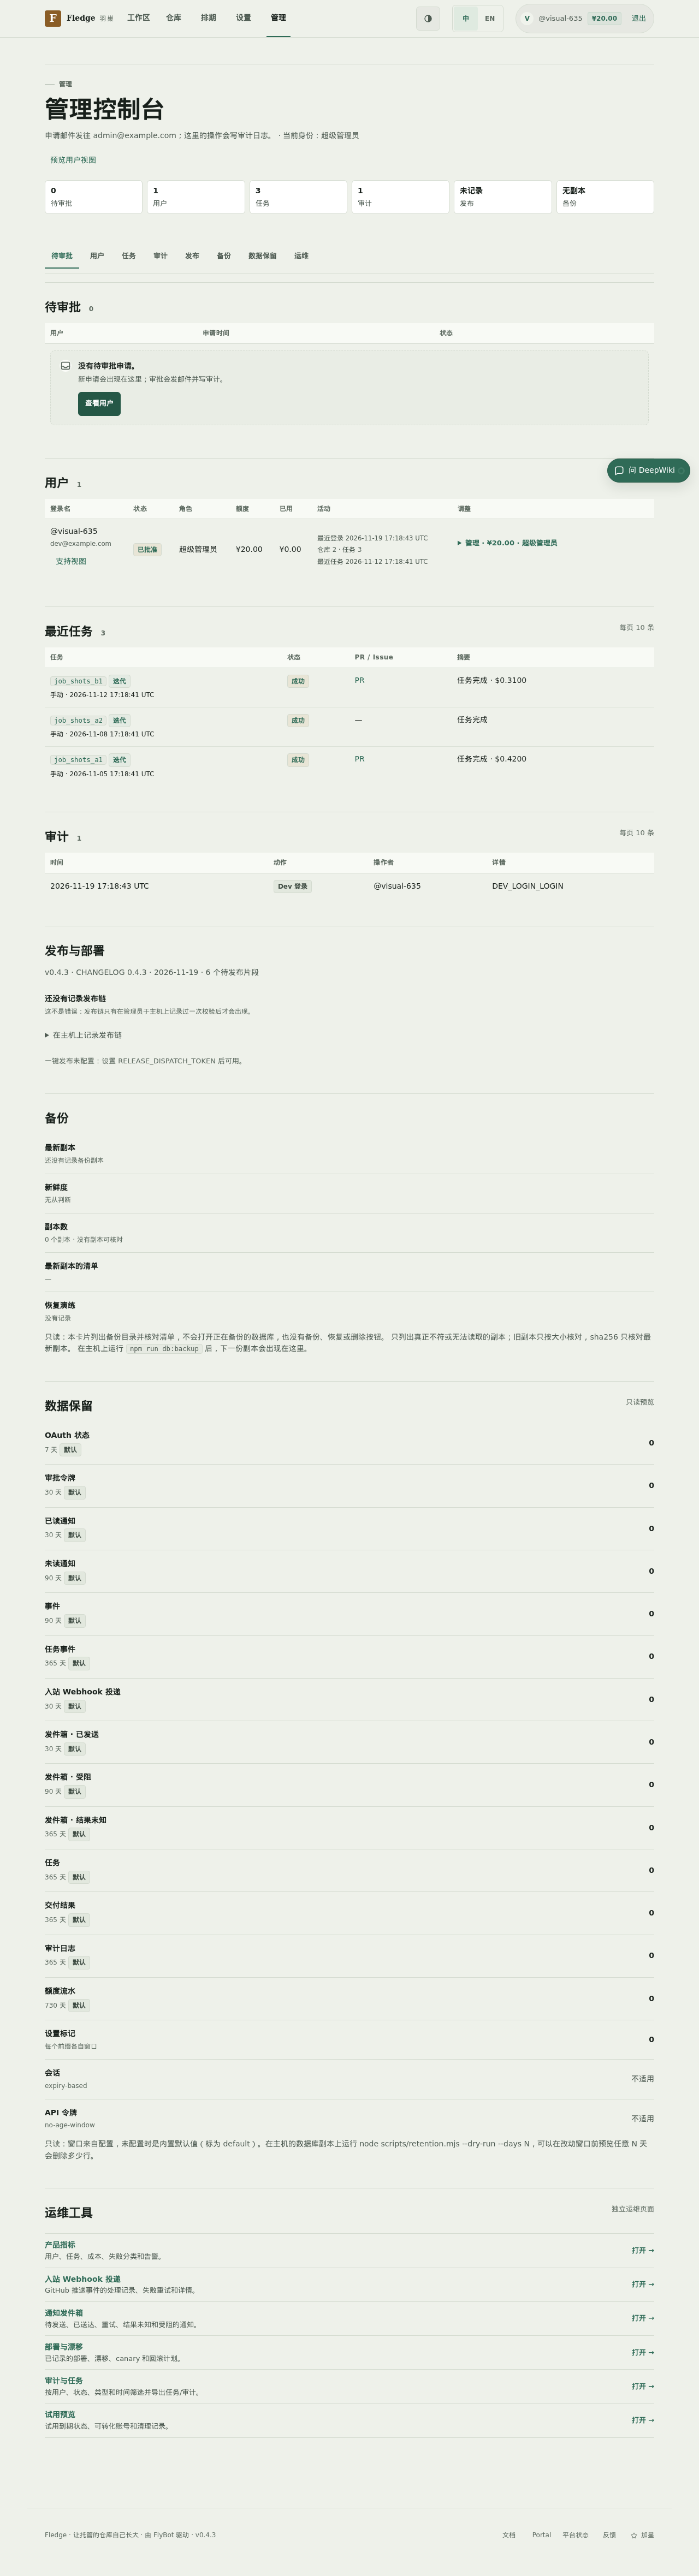 F Fledge 羽巢 工作区 仓库 排期 设置 管理 中 EN V @visual-635 ¥20.00 退出
管理
管理控制台
申请邮件发往 admin@example.com；这里的操作会写审计日志。 · 当前身份：超级管理员
预览用户视图
0 1 3 1 未记录 无副本
待审批 用户 任务 审计 发布 备份
待审批 用户 任务 审计 发布 备份 数据保留 运维
待审批 0
用户 申请时间 状态
没有待审批申请。
新申请会出现在这里；审批会发邮件并写审计。
查看用户
问 DeepWiki
用户 1
登录名 状态 角色 额度 已用 活动 调整
@visual-635
dev@example.com
支持视图
已批准 超级管理员 ¥20.00 ¥0.00
最近登录 2026-11-19 17:18:43 UTC
仓库 2 · 任务 3
最近任务 2026-11-12 17:18:41 UTC
▶ 管理 · ¥20.00 · 超级管理员
最近任务 3 每页 10 条
任务 状态 PR / Issue 摘要
job_shots_b1 迭代 成功 PR 任务完成 · $0.3100
手动 · 2026-11-12 17:18:41 UTC
job_shots_a2 迭代 成功 — 任务完成
手动 · 2026-11-08 17:18:41 UTC
job_shots_a1 迭代 成功 PR 任务完成 · $0.4200
手动 · 2026-11-05 17:18:41 UTC
审计 1 每页 10 条
时间 动作 操作者 详情
2026-11-19 17:18:43 UTC Dev 登录 @visual-635 DEV_LOGIN_LOGIN
发布与部署
v0.4.3 · CHANGELOG 0.4.3 · 2026-11-19 · 6 个待发布片段
还没有记录发布链
这不是错误：发布链只有在管理员于主机上记录过一次校验后才会出现。
▶ 在主机上记录发布链
一键发布未配置：设置 RELEASE_DISPATCH_TOKEN 后可用。
备份
最新副本
还没有记录备份副本
新鲜度
无从判断
副本数
0 个副本 · 没有副本可核对
最新副本的清单
—
恢复演练
没有记录
只读：本卡片列出备份目录并核对清单，不会打开正在备份的数据库，也没有备份、恢复或删除按钮。 只列出真正不符或无法读取的副本；旧副本只按大小核对，sha256 只核对最
新副本。 在主机上运行 npm run db:backup 后，下一份副本会出现在这里。
数据保留 只读预览
OAuth 状态
7 天 默认 0
审批令牌
30 天 默认 0
已读通知
30 天 默认 0
未读通知
90 天 默认 0
事件
90 天 默认 0
任务事件
365 天 默认 0
入站 Webhook 投递
30 天 默认 0
发件箱 · 已发送
30 天 默认 0
发件箱 · 受阻
90 天 默认 0
发件箱 · 结果未知
365 天 默认 0
任务
365 天 默认 0
交付结果
365 天 默认 0
审计日志
365 天 默认 0
额度流水
730 天 默认 0
设置标记
每个前缀各自窗口 0
会话
expiry-based 不适用
API 令牌
no-age-window 不适用
只读：窗口来自配置，未配置时是内置默认值（标为 default）。在主机的数据库副本上运行 node scripts/retention.mjs --dry-run --days N，可以在改动窗口前预览任意 N 天
会删除多少行。
运维工具 独立运维页面
产品指标
用户、任务、成本、失败分类和告警。 打开 →
入站 Webhook 投递
GitHub 推送事件的处理记录、失败重试和详情。 打开 →
通知发件箱
待发送、已送达、重试、结果未知和受阻的通知。 打开 →
部署与漂移
已记录的部署、漂移、canary 和回滚计划。 打开 →
审计与任务
按用户、状态、类型和时间筛选并导出任务/审计。 打开 →
试用预览
试用到期状态、可转化账号和清理记录。 打开 →
Fledge · 让托管的仓库自己长大 · 由 FlyBot 驱动 · v0.4.3 文档 Portal 平台状态 反馈 ☆ 加星